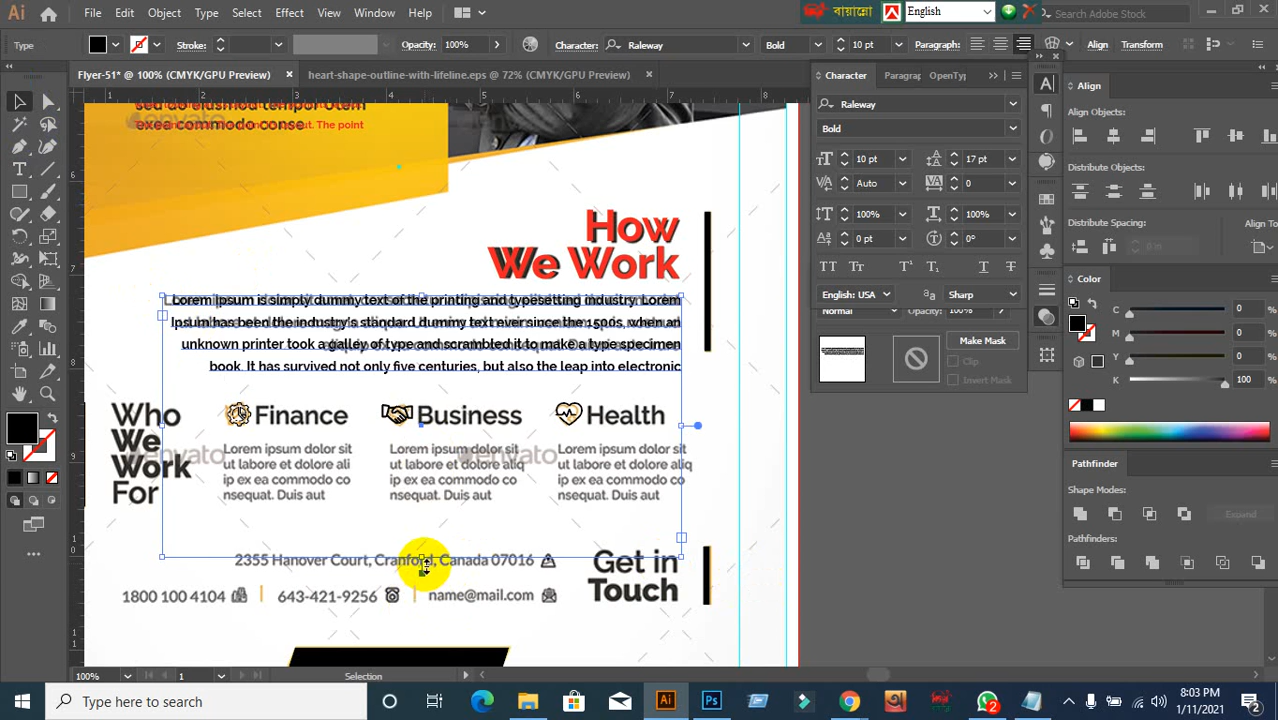 Ai
File
Edit
Object
Type
Select
Effect
View
Window
Help
বায়ান্নো
English
Search Adobe Stock
Type
Stroke:
Opacity:
100%
Character:
Raleway
Bold
10 pt
Paragraph:
Align
Transform
Flyer-51* @ 100% (CMYK/GPU Preview)
heart-shape-outline-with-lifeline.eps @ 72% (CMYK/GPU Preview)
sed do eiusmod tempor Utem
exea commodo conse
. The point
envato
How
We Work
Lorem Ipsum is simply dummy text of the printing and typesetting industry. Lorem
Ipsum has been the industry's standard dummy text ever since the 1500s, when an
unknown printer took a galley of type and scrambled it to make a type specimen
book. It has survived not only five centuries, but also the leap into electronic
Who
We
Work
For
Finance
Business
Health
Lorem ipsum dolor sit
ut labore et dolore ali
ip ex ea commodo co
nsequat. Duis aut
Lorem ipsum dolor sit
ut labore et dolore aliq
ip ex ea commodo co
nsequat. Duis aut
Lorem ipsum dolor sit
ut labore et dolore aliq
ip ex ea commodo co
nsequat. Duis aut
envato
envato
2355 Hanover Court, Cranford, Canada 07016
Get in
Touch
1800 100 4104
643-421-9256
name@mail.com
Character
Paragrap
OpenTyp
Raleway
Bold
10 pt
17 pt
Auto
0
100%
100%
0 pt
0°
English: USA
Sharp
Normal
Opacity:
100%
Make Mask
Clip
Invert Mask
Align
Align Objects:
Distribute Objects:
Distribute Spacing:
Color
C
M
Y
0
%
K
100
%
Pathfinder
Shape Modes:
Expand
Pathfinders:
100%
1
Selection
Type here to search
8:03 PM
1/11/2021